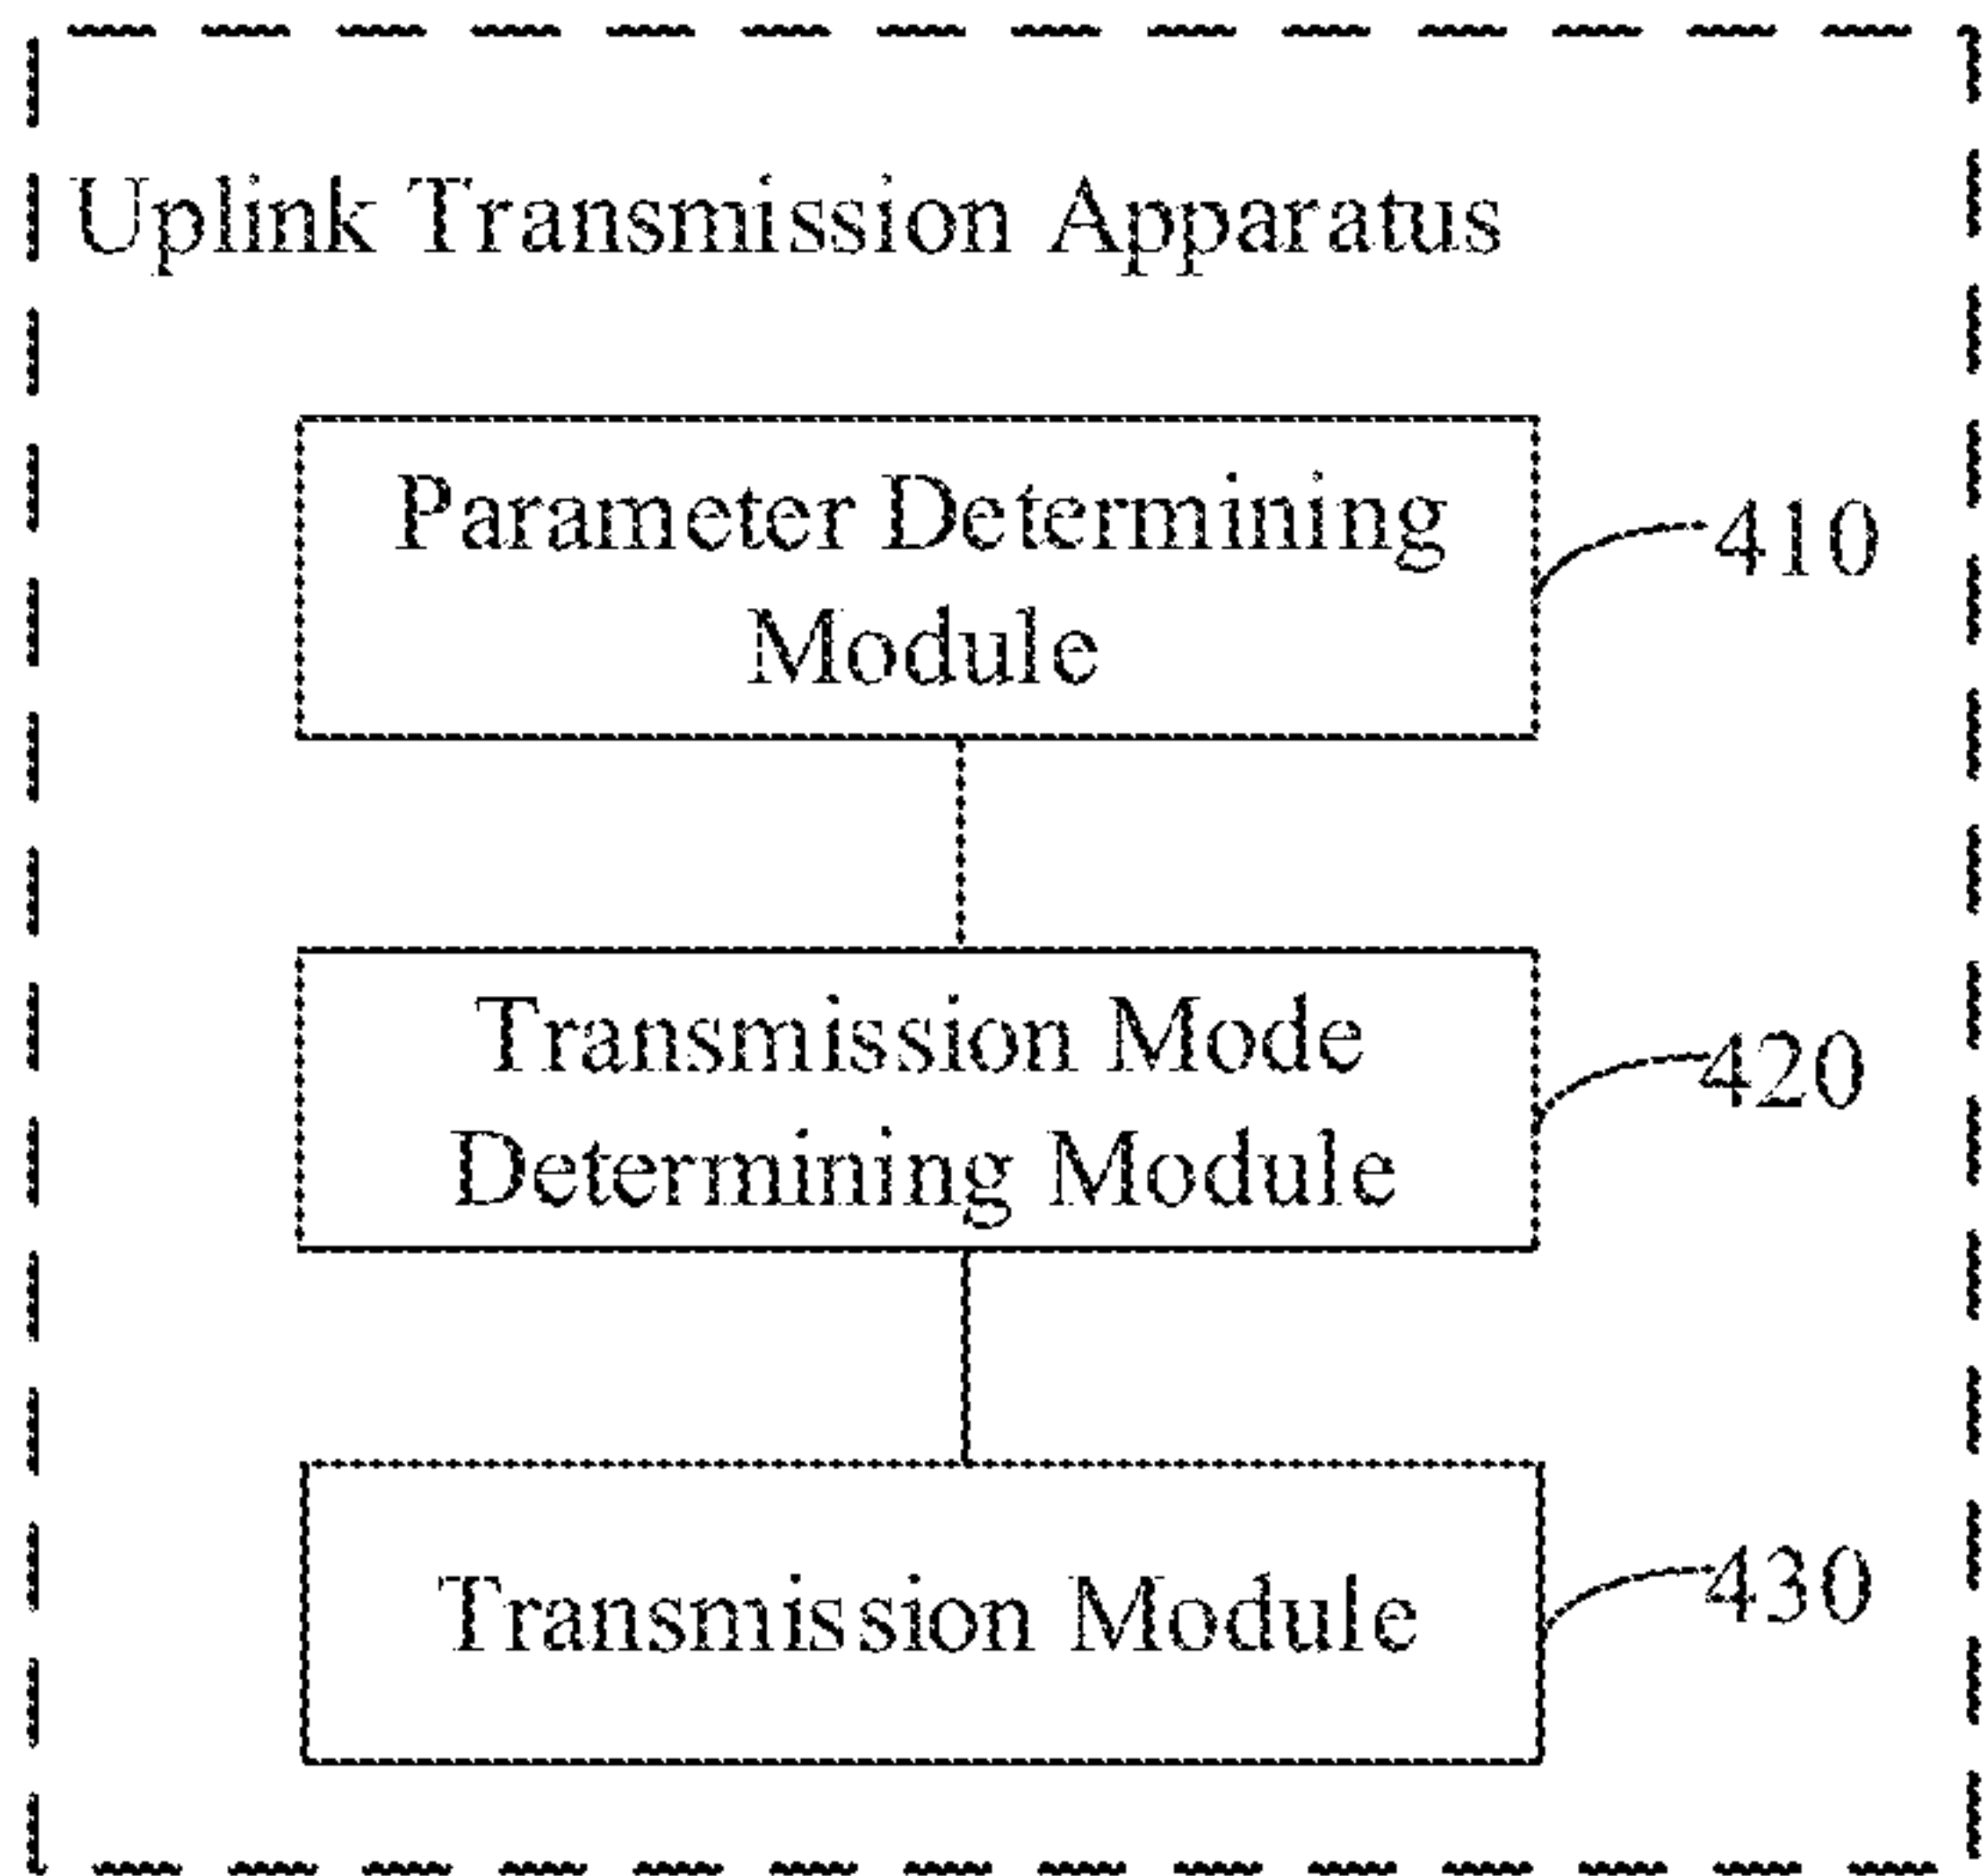 Uplink Transmission Apparatus
Parameter Determining
Module
410
Transmission Mode
Determining Module
420
Transmission Module
430